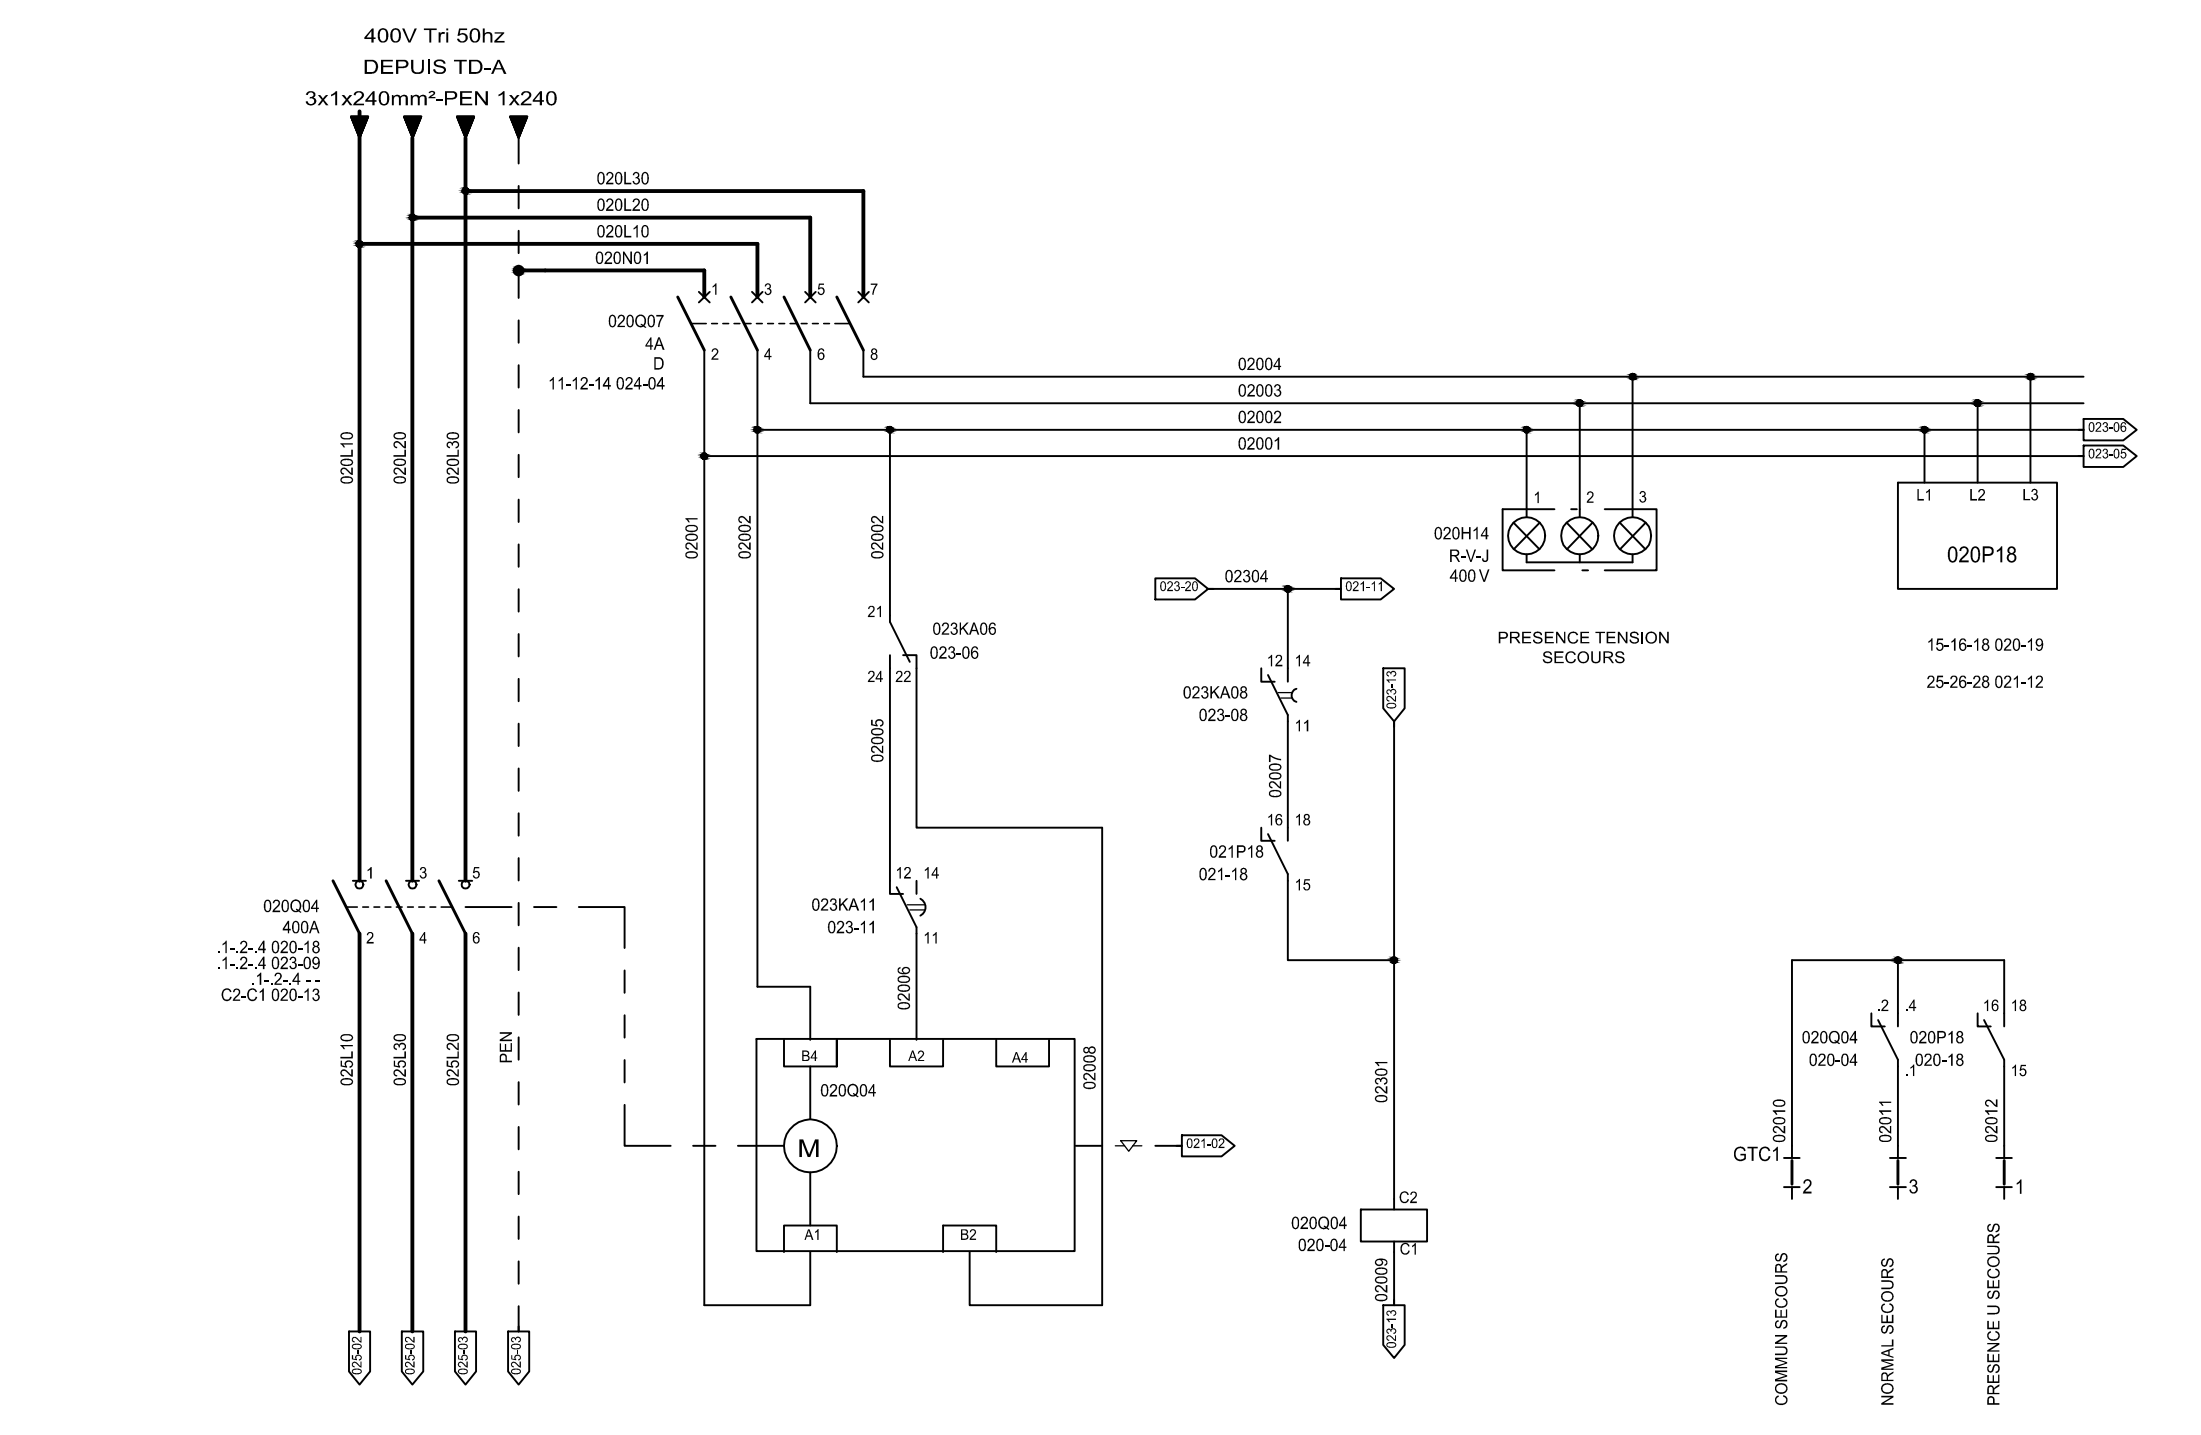 400V Tri 50hz
DEPUIS TD-A
3x1x240mm²-PEN 1x240
020L30
020L20
020L10
020N01
1 3 5 7
020Q07
4A
D
11-12-14 024-04
2 4 6 8
02004
02003
02002
02001
023-06
023-05
020L10
020L20
020L30
02001
02002
02002
1 2 3
020H14
R-V-J
400 V
PRESENCE TENSION
SECOURS
L1 L2 L3
020P18
15-16-18 020-19
25-26-28 021-12
023-20
02304
021-11
21
023KA06
023-06
24 22
02005
12 14
023KA08
023-08
11
023-13
02007
16 18
021P18
021-18
15
1 3 5
020Q04
400A
.1-.2-.4 020-18
.1-.2-.4 023-09
.1-.2-.4 - -
C2-C1 020-13
2 4 6
12 14
023KA11
023-11
11
02006
025L10
025L30
025L20
PEN
B4 A2 A4
020Q04
M
A1 B2
02008
021-02
02301
C2
020Q04
020-04
C1
02009
023-13
.2 .4
020Q04
020-04
.1
16 18
020P18
020-18
15
02010
02011
02012
GTC1
2 3 1
COMMUN SECOURS
NORMAL SECOURS
PRESENCE U SECOURS
025-02
025-02
025-03
025-03